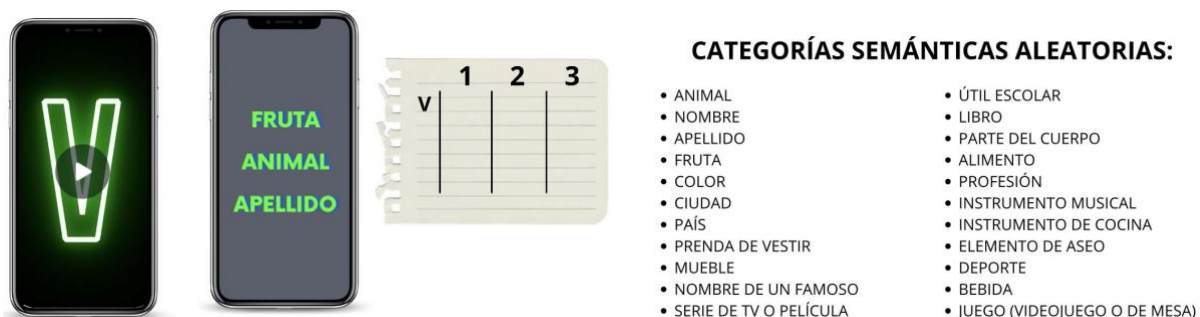 V
FRUTA
ANIMAL
APELLIDO
1 2 3
V
CATEGORÍAS SEMÁNTICAS ALEATORIAS:
• ANIMAL
• NOMBRE
• APELLIDO
• FRUTA
• COLOR
• CIUDAD
• PAÍS
• PRENDA DE VESTIR
• MUEBLE
• NOMBRE DE UN FAMOSO
• SERIE DE TV O PELÍCULA
• ÚTIL ESCOLAR
• LIBRO
• PARTE DEL CUERPO
• ALIMENTO
• PROFESIÓN
• INSTRUMENTO MUSICAL
• INSTRUMENTO DE COCINA
• ELEMENTO DE ASEO
• DEPORTE
• BEBIDA
• JUEGO (VIDEOJUEGO O DE MESA)